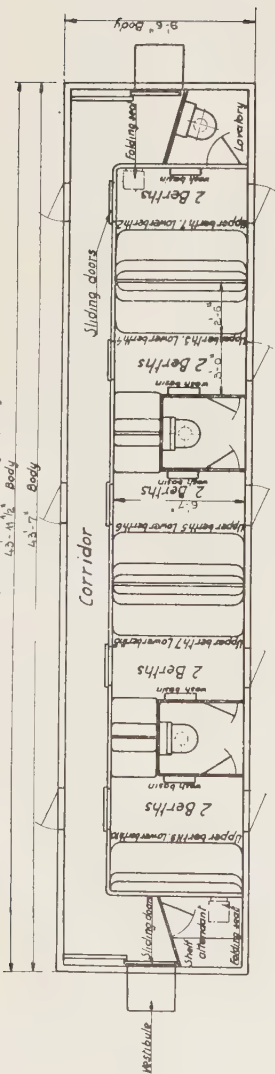 9'-6" Body
43'-11 1/2" Body
43'-7" Body
Corridor
Sliding doors
Folding seat
Lavatory
wash basin
2 Berths
Upper berth 1. Lower berth 2
Upper berth 3. Lower berth 4
2 Berths
wash basin
3'-0"
2'-6"
wash basin
2 Berths
6'-7"
Upper berth 5 Lower berth 6
Upper berth 7. Lower berth 8
2 Berths
wash basin
wash basin
2 Berths
Upper berth 9. Lower berth 10
Sliding doors
Shelf
attendant
Folding seat
Vestibule